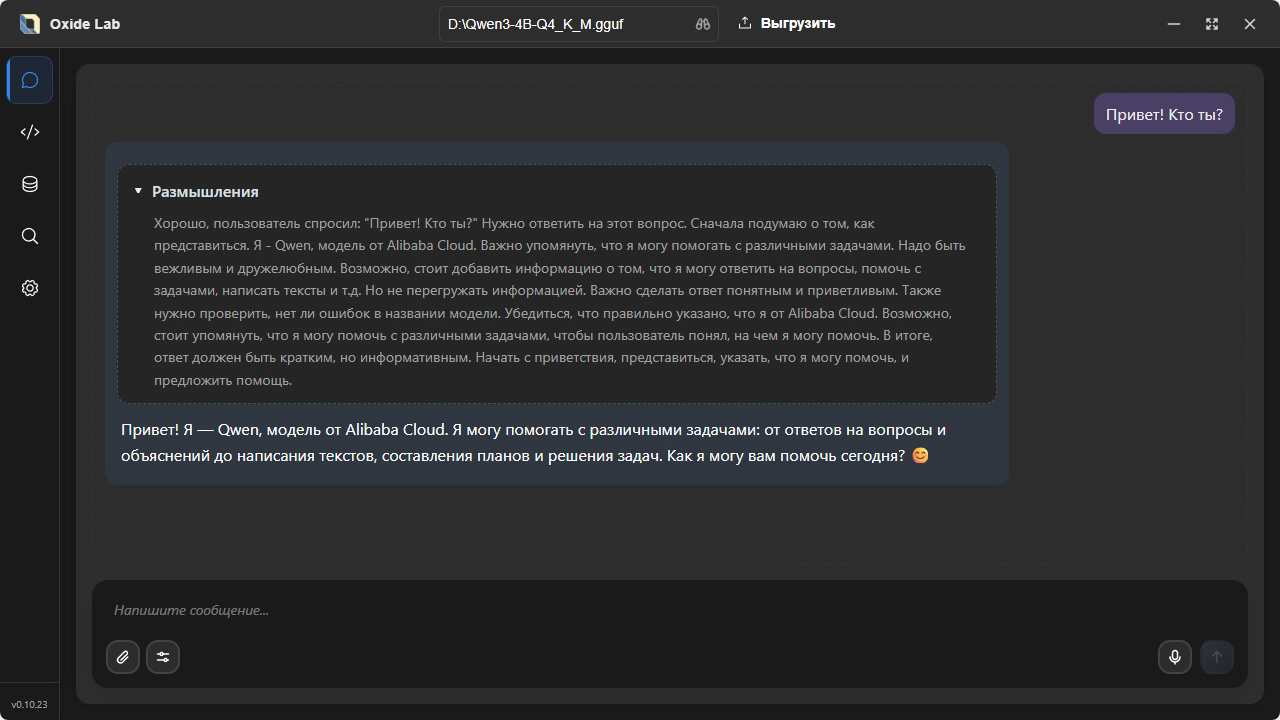 Oxide Lab
D:\Qwen3-4B-Q4_K_M.gguf
Выгрузить
Привет! Кто ты?
Размышления
Хорошо, пользователь спросил: "Привет! Кто ты?" Нужно ответить на этот вопрос. Сначала подумаю о том, как
представиться. Я - Qwen, модель от Alibaba Cloud. Важно упомянуть, что я могу помогать с различными задачами. Надо быть
вежливым и дружелюбным. Возможно, стоит добавить информацию о том, что я могу ответить на вопросы, помочь с
задачами, написать тексты и т.д. Но не перегружать информацией. Важно сделать ответ понятным и приветливым. Также
нужно проверить, нет ли ошибок в названии модели. Убедиться, что правильно указано, что я от Alibaba Cloud. Возможно,
стоит упомянуть, что я могу помочь с различными задачами, чтобы пользователь понял, на чем я могу помочь. В итоге,
ответ должен быть кратким, но информативным. Начать с приветствия, представиться, указать, что я могу помочь, и
предложить помощь.
Привет! Я — Qwen, модель от Alibaba Cloud. Я могу помогать с различными задачами: от ответов на вопросы и
объяснений до написания текстов, составления планов и решения задач. Как я могу вам помочь сегодня? 😊
Напишите сообщение...
v0.10.23